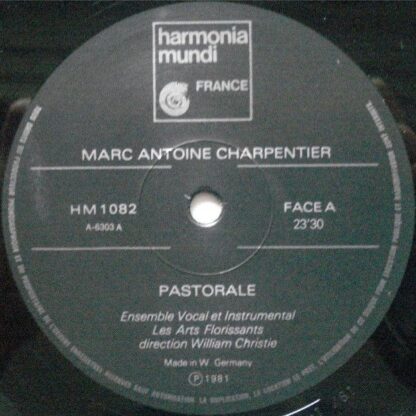 harmonia
mundi
FRANCE
MARC ANTOINE CHARPENTIER
HM 1082
A-6303 A
FACE A
23'30
PASTORALE
Ensemble Vocal et Instrumental
Les Arts Florissants
direction William Christie
Made in W. Germany
Ⓟ 1981